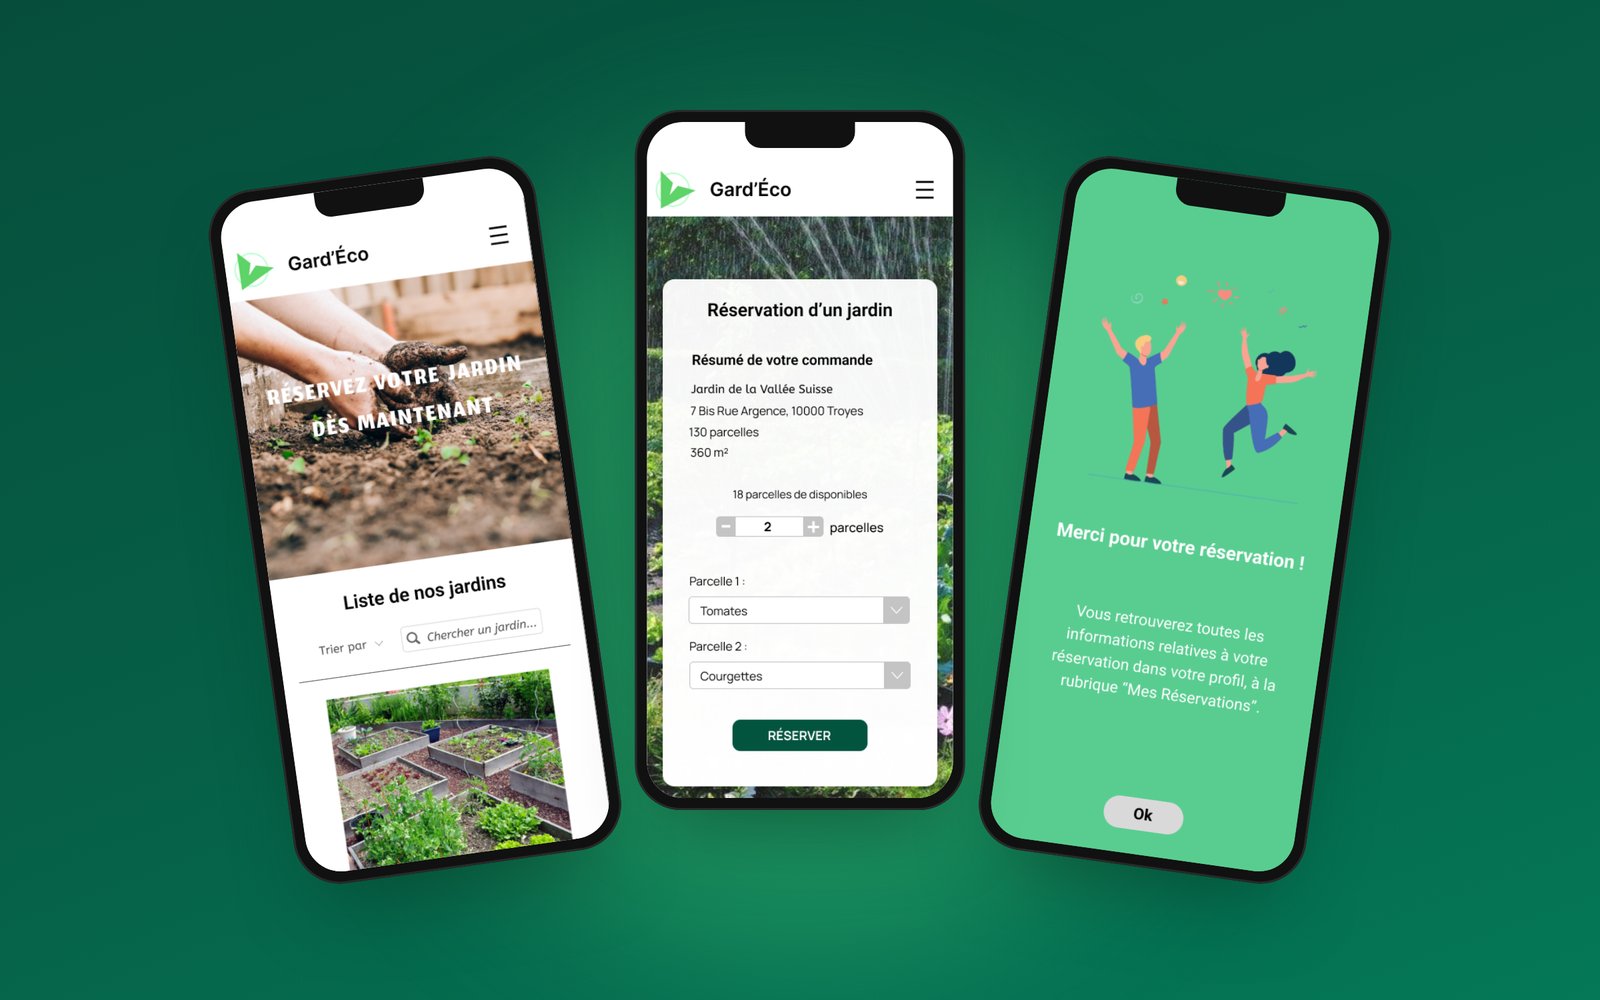 Gard'Éco
RÉSERVEZ VOTRE JARDIN
DÈS MAINTENANT
Liste de nos jardins
Trier par
Chercher un jardin...
Gard'Éco
Réservation d'un jardin
Résumé de votre commande
Jardin de la Vallée Suisse
7 Bis Rue Argence, 10000 Troyes
130 parcelles
360 m²
18 parcelles de disponibles
2 parcelles
Parcelle 1 :
Tomates
Parcelle 2 :
Courgettes
RÉSERVER
Merci pour votre réservation !
Vous retrouverez toutes les
informations relatives à votre
réservation dans votre profil, à la
rubrique "Mes Réservations".
Ok